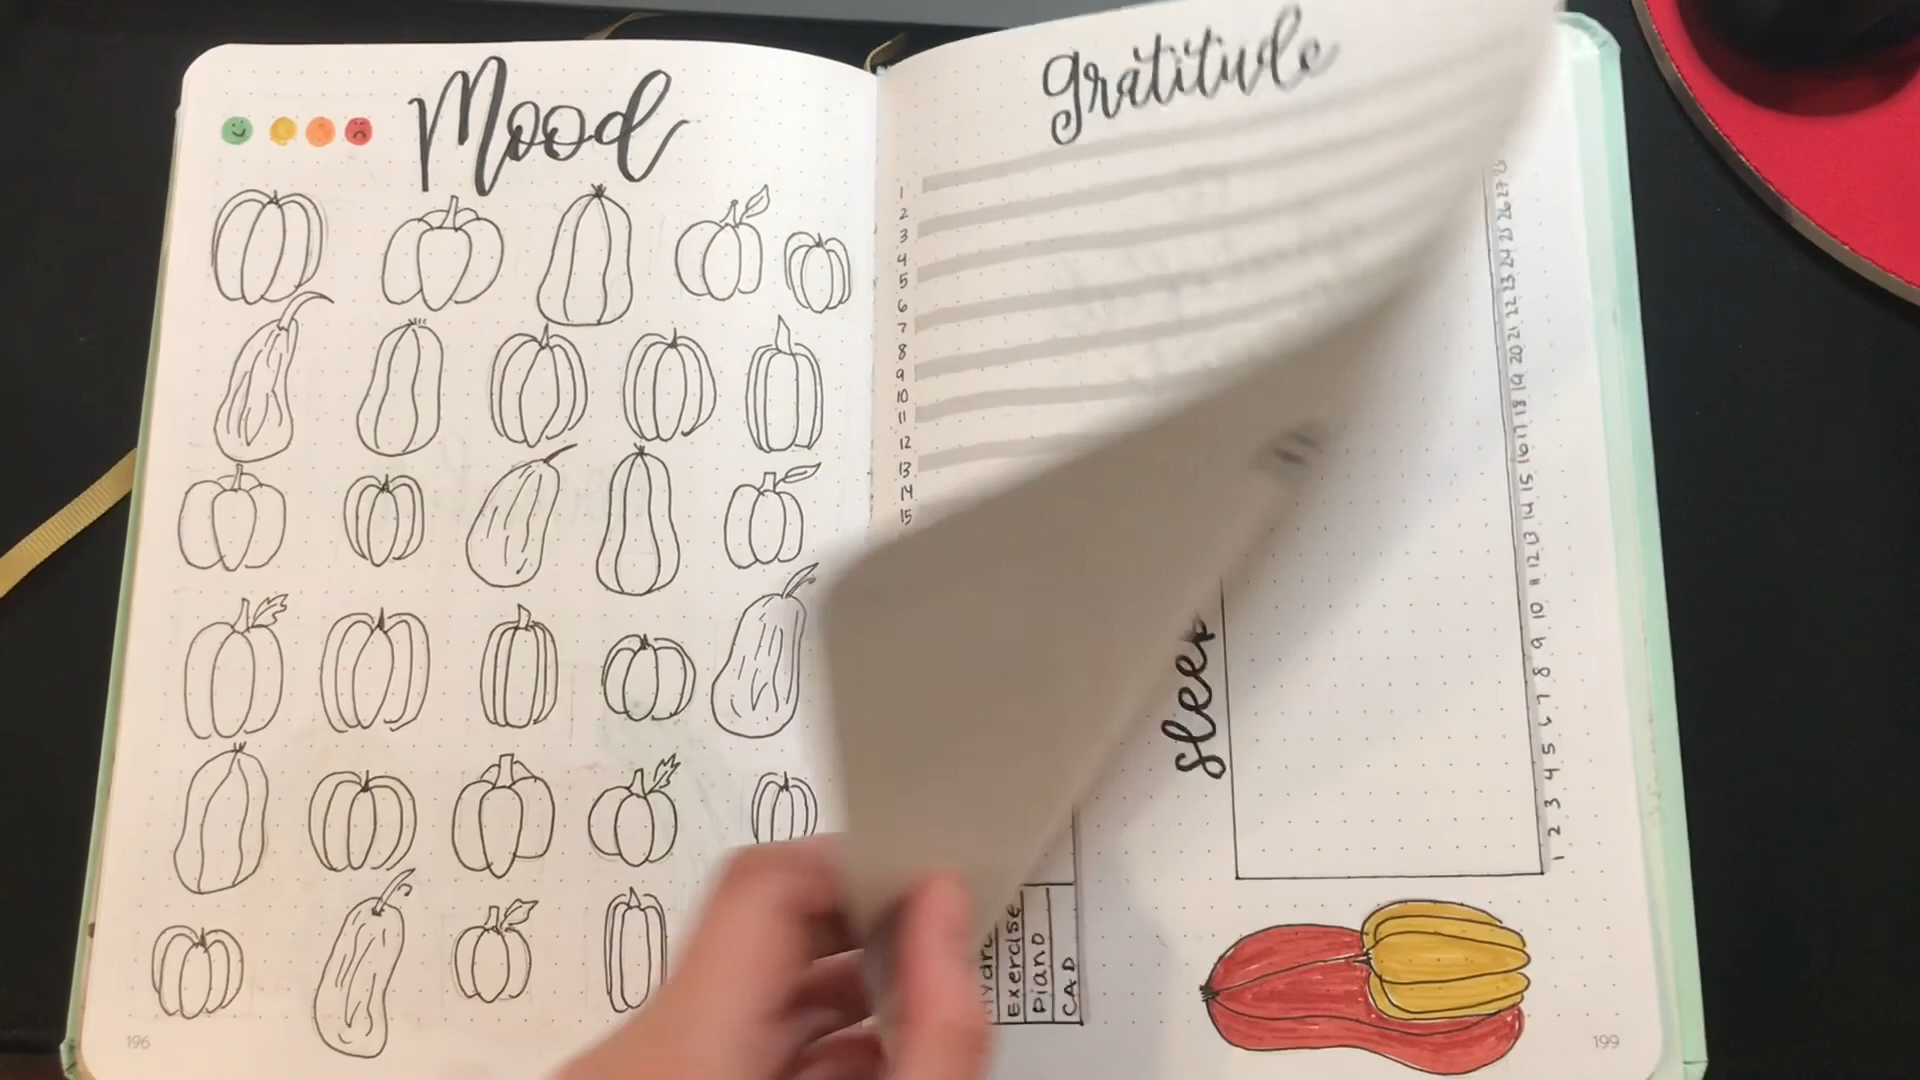 Mood
gratitude
1
2
3
4
5
6
7
8
9
10
11
12
13
14
15
sleep
1 2 3 4 5 6 7 8 9 10 11 12 13 14 15 16 17 18 19 20 21 22 23 24 25 26 27
Exercise
Piano
CAD
196
199